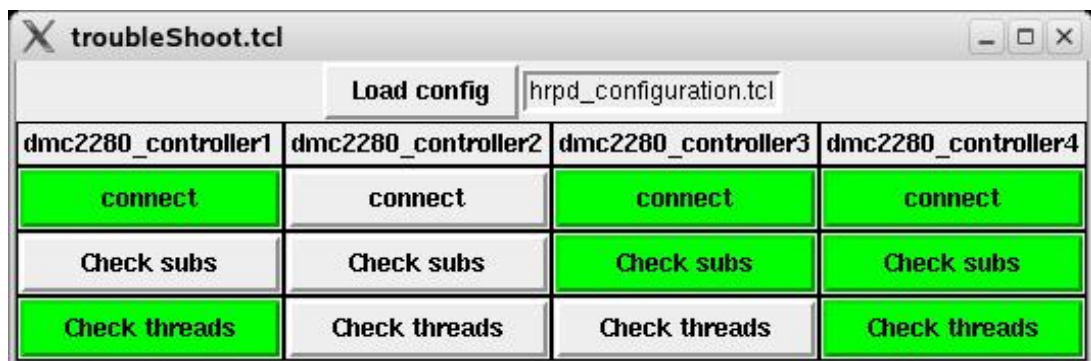 troubleShoot.tcl
Load config hrpd_configuration.tcl
dmc2280_controller1 dmc2280_controller2 dmc2280_controller3 dmc2280_controller4
connect connect connect connect
Check subs Check subs Check subs Check subs
Check threads Check threads Check threads Check threads